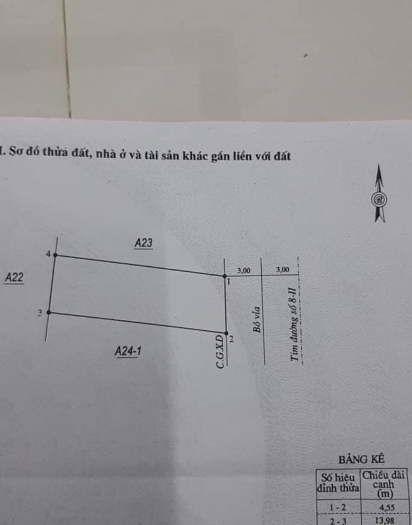 I. Sơ đồ thửa đất, nhà ở và tài sản khác gắn liền với đất
B
A23
4
A22
1
3,00
3,00
3
2
A24-1
C.G.X.D
Bó vỉa
Tim đường số 8-II
BẢNG KÊ
Số hiệu đỉnh thửa
Chiều dài cạnh (m)
1 - 2
4,55
2 - 3
13,98